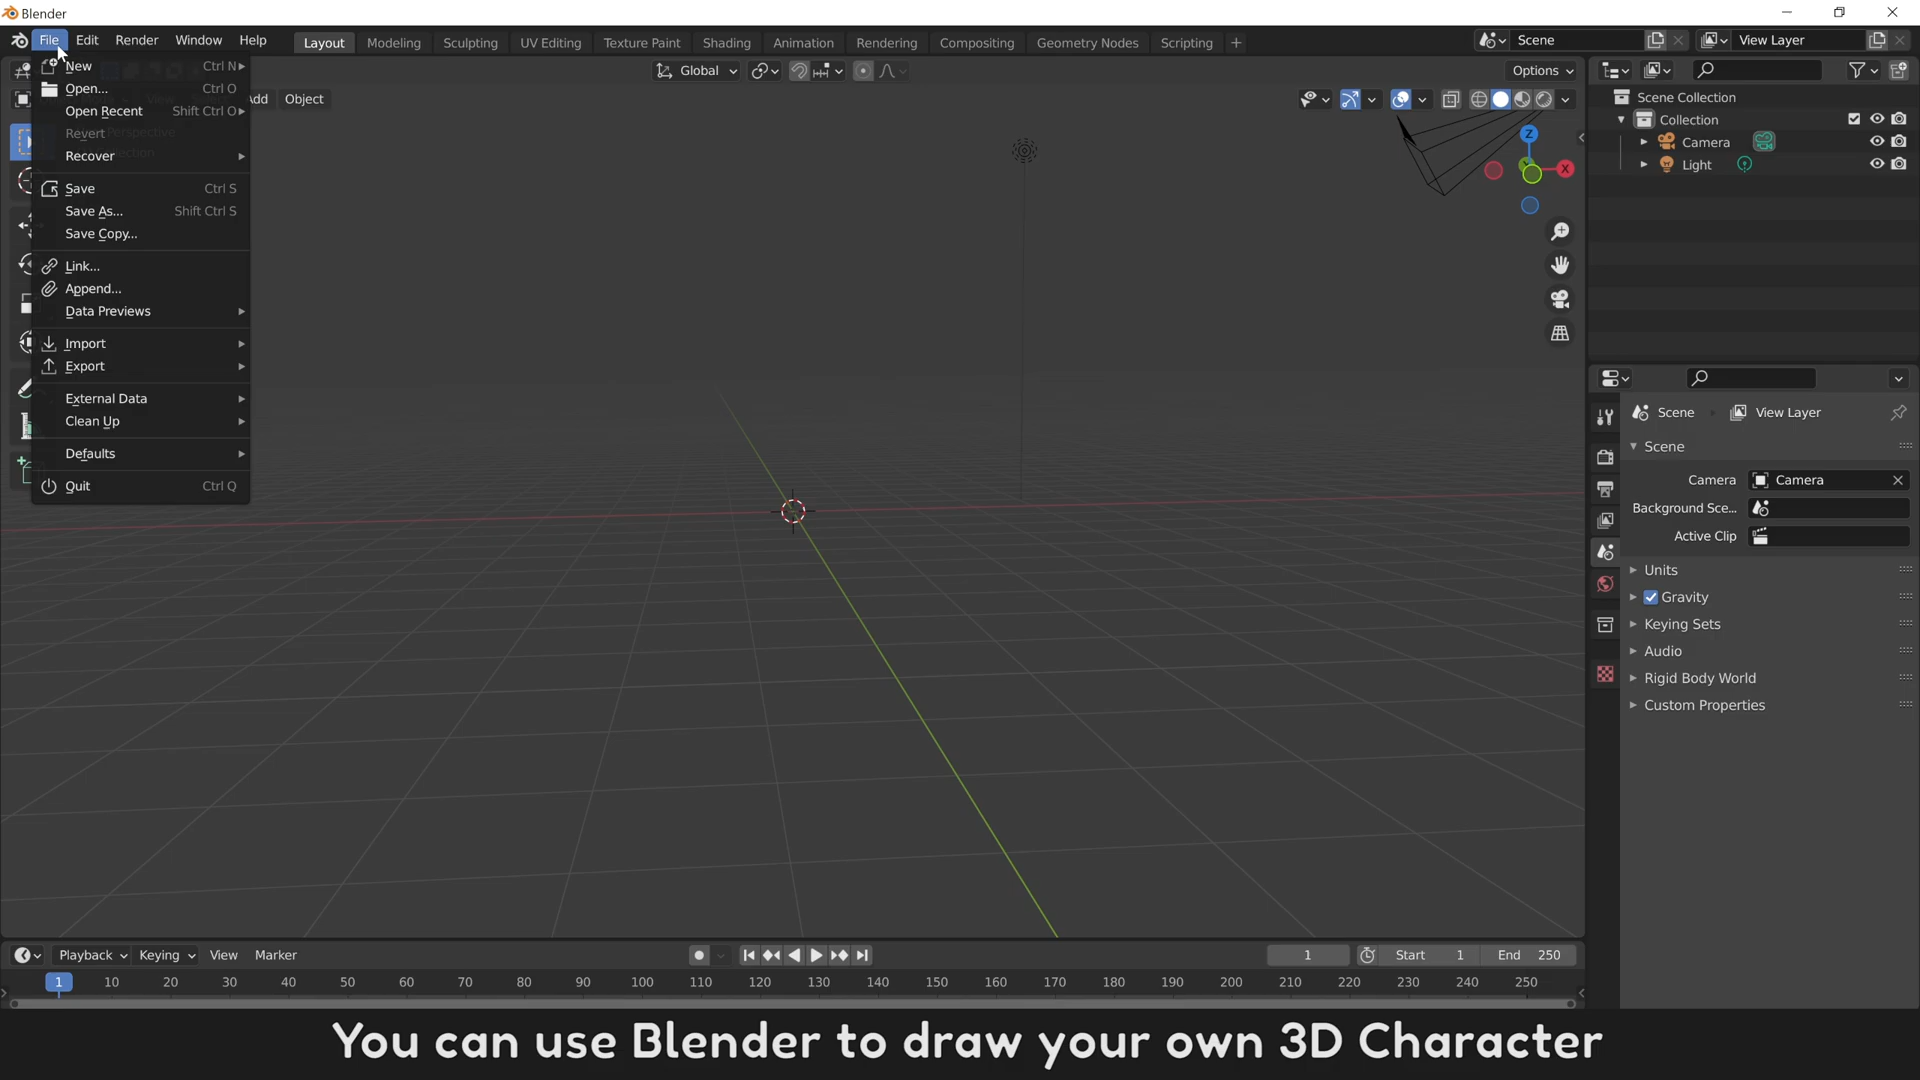 Blender
File Edit Render Window Help Layout Modeling Sculpting UV Editing Texture Paint Shading Animation Rendering Compositing Geometry Nodes Scripting + Scene View Layer
New Ctrl N
Open... Ctrl O
Open Recent Shift Ctrl O
Revert
Recover
Save Ctrl S
Save As... Shift Ctrl S
Save Copy...
Link...
Append...
Data Previews
Import
Export
External Data
Clean Up
Defaults
Quit Ctrl Q
Global
Options
Object
Z
X
Scene Collection
Collection
Camera
Light
Scene View Layer
Scene
Camera Camera
Background Sce...
Active Clip
Units
Gravity
Keying Sets
Audio
Rigid Body World
Custom Properties
Playback Keying View Marker 1 Start 1 End 250
1 10 20 30 40 50 60 70 80 90 100 110 120 130 140 150 160 170 180 190 200 210 220 230 240 250
You can use Blender to draw your own 3D Character